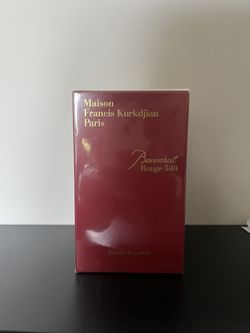 Maison
Francis Kurkdjian
Paris
Baccarat
Rouge 540
Extrait de parfum